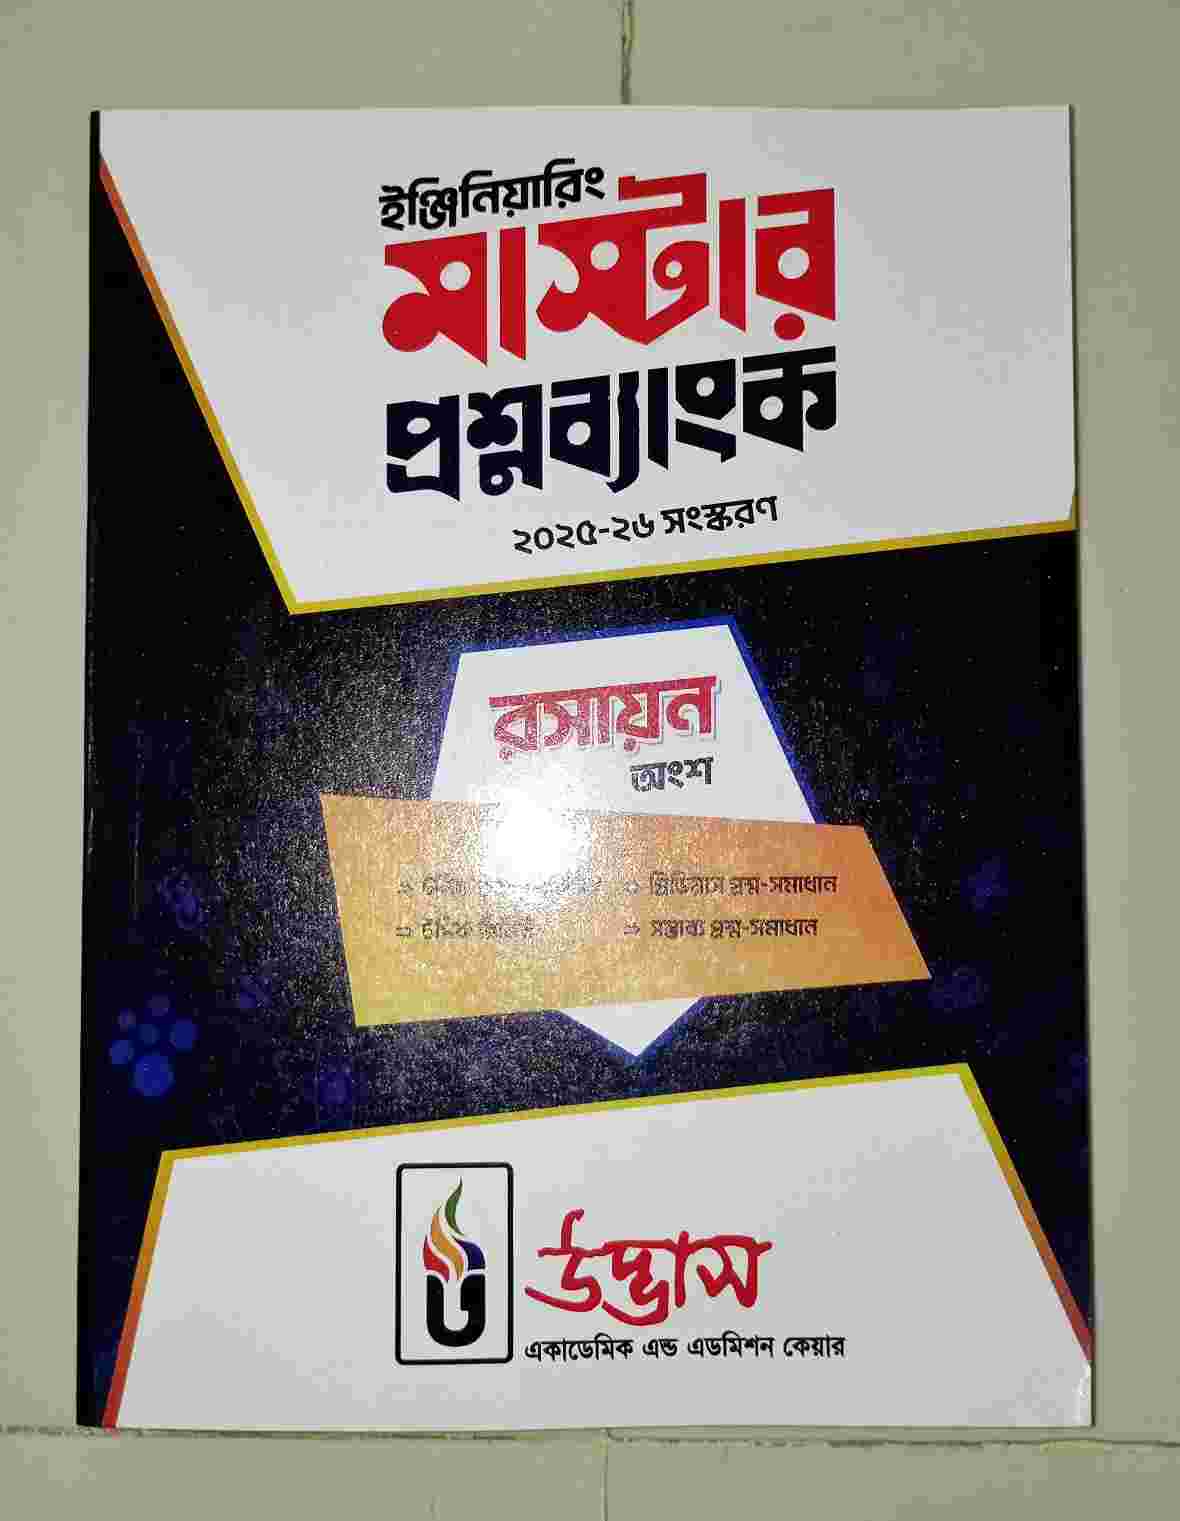 ইঞ্জিনিয়ারিং
মাস্টার
প্রশ্নব্যাংক
২০২৫-২৬ সংস্করণ
রসায়ন
অংশ
⇒ প্রিভিয়াস প্রশ্ন-সমাধান
⇒ সম্ভাব্য প্রশ্ন-সমাধান
উদ্ভাস
একাডেমিক এন্ড এডমিশন কেয়ার